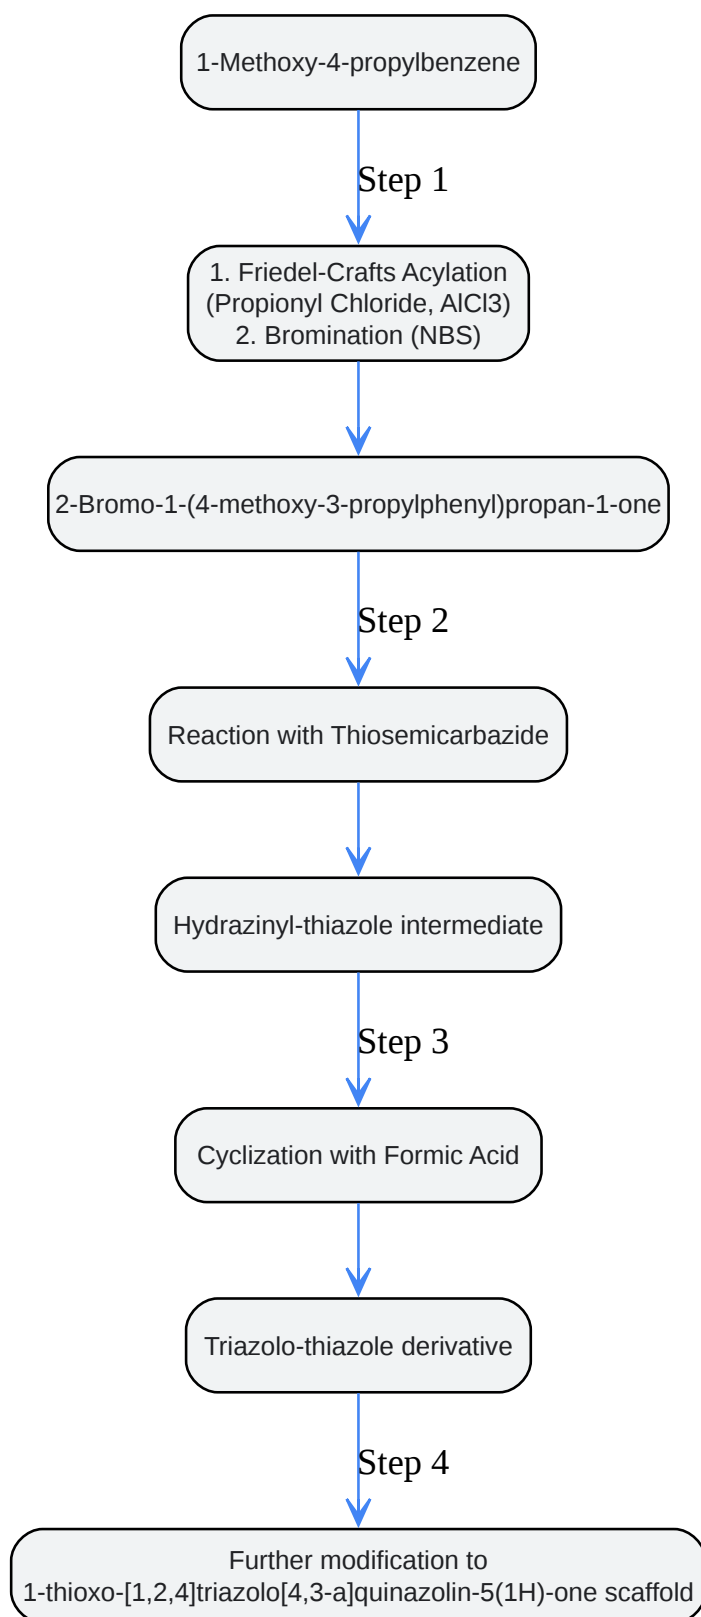 1-Methoxy-4-propylbenzene
Step 1
1. Friedel-Crafts Acylation
(Propionyl Chloride, AlCl3)
2. Bromination (NBS)
2-Bromo-1-(4-methoxy-3-propylphenyl)propan-1-one
Step 2
Reaction with Thiosemicarbazide
Hydrazinyl-thiazole intermediate
Step 3
Cyclization with Formic Acid
Triazolo-thiazole derivative
Step 4
Further modification to
1-thioxo-[1,2,4]triazolo[4,3-a]quinazolin-5(1H)-one scaffold